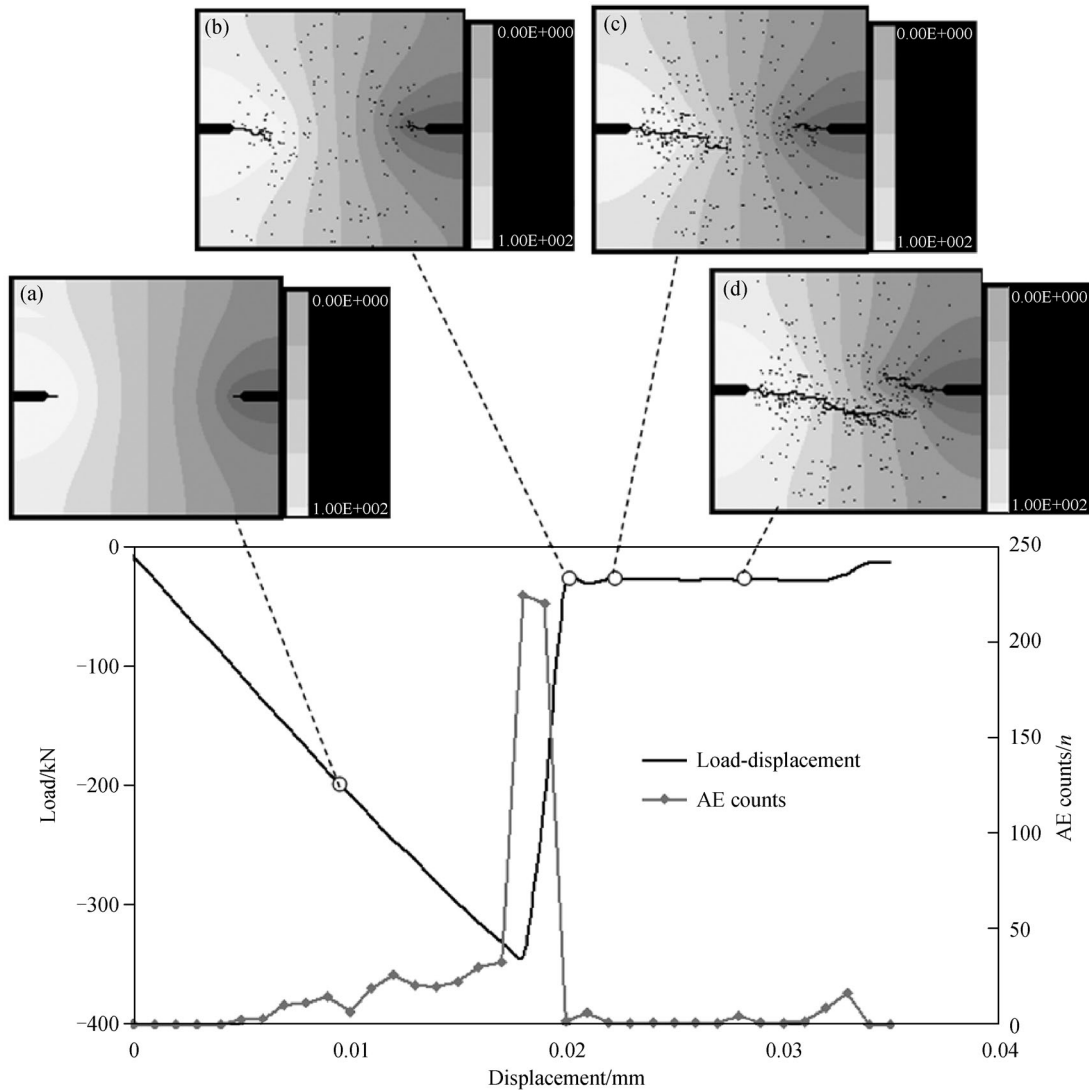 (b)
0.00E+000
1.00E+002
(c)
0.00E+000
1.00E+002
(a)
0.00E+000
1.00E+002
(d)
0.00E+000
1.00E+002
0
−100
−200
−300
−400
Load/kN
250
200
150
100
50
0
AE counts/n
Load-displacement
AE counts
0
0.01
0.02
0.03
0.04
Displacement/mm